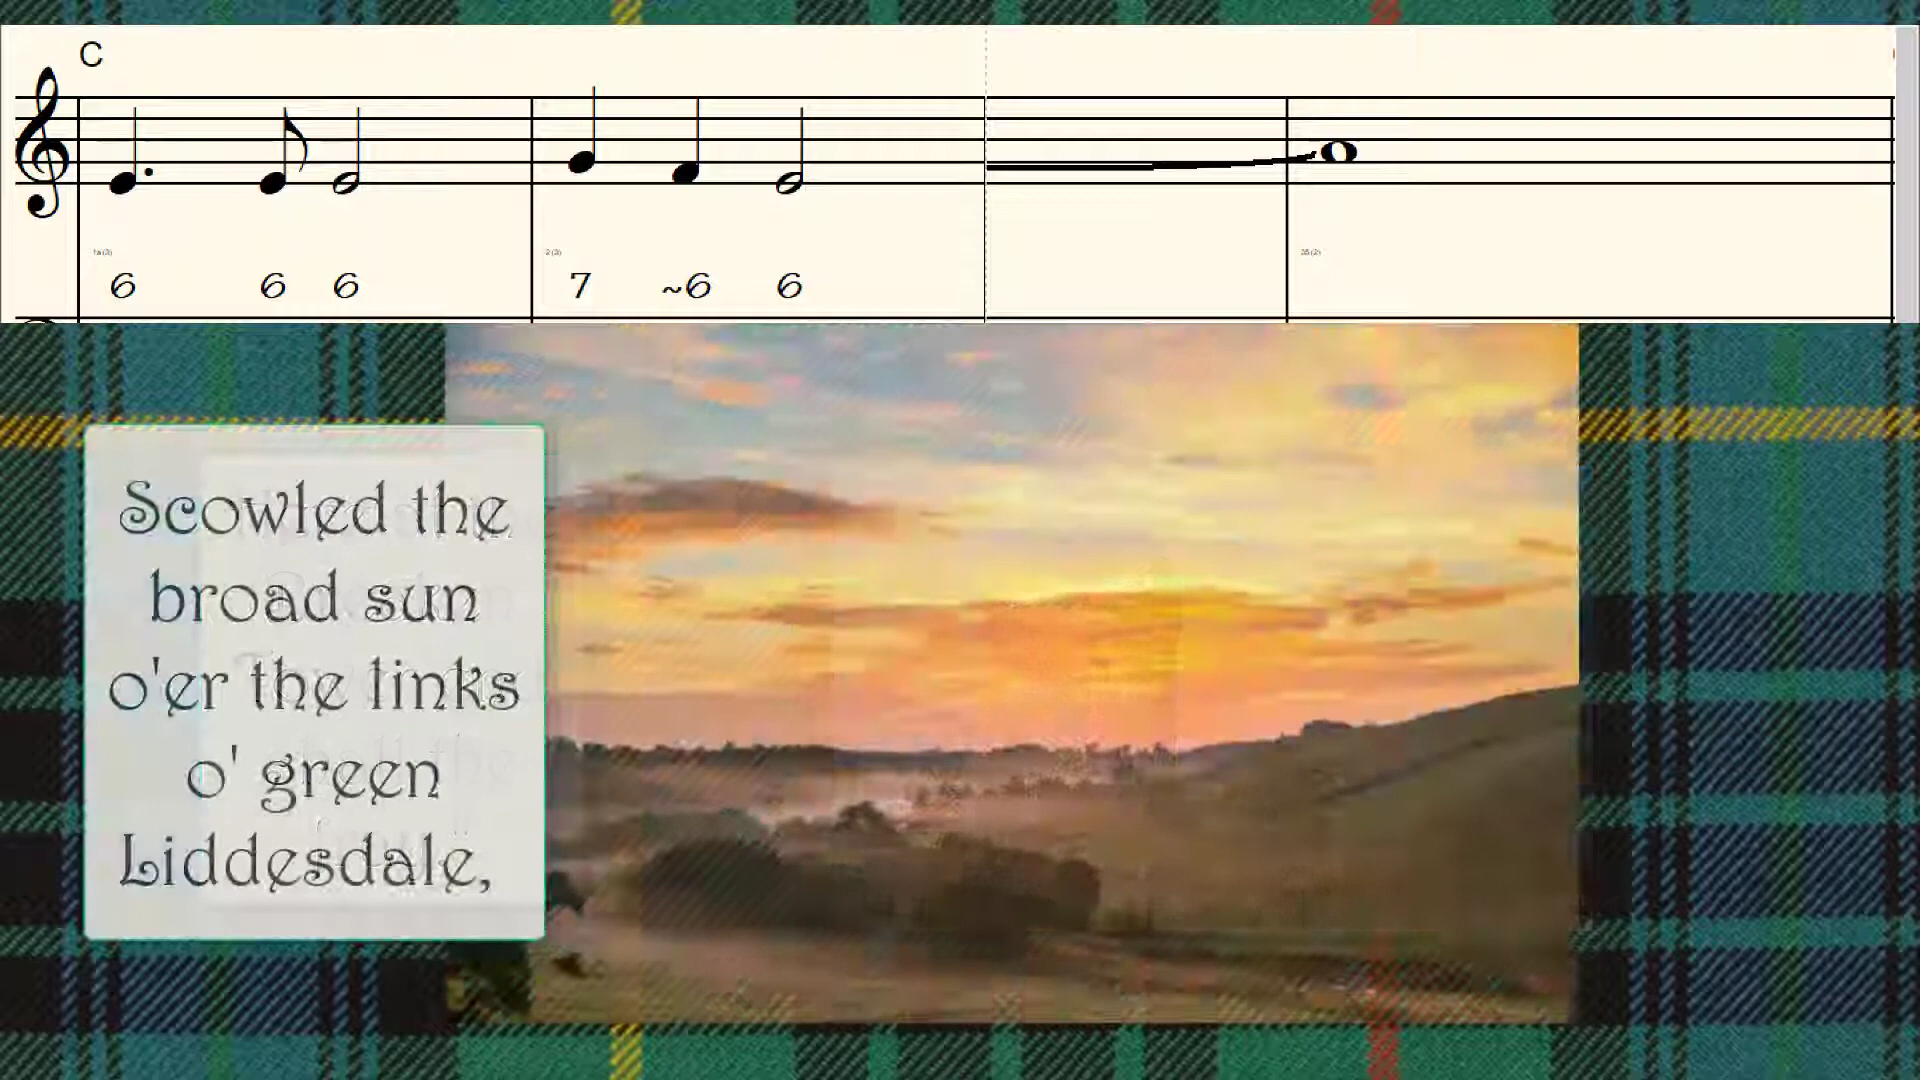 C
6 6 6 7 ~6 6
Scowled the
broad sun
o'er the links
o' green
Liddesdale,